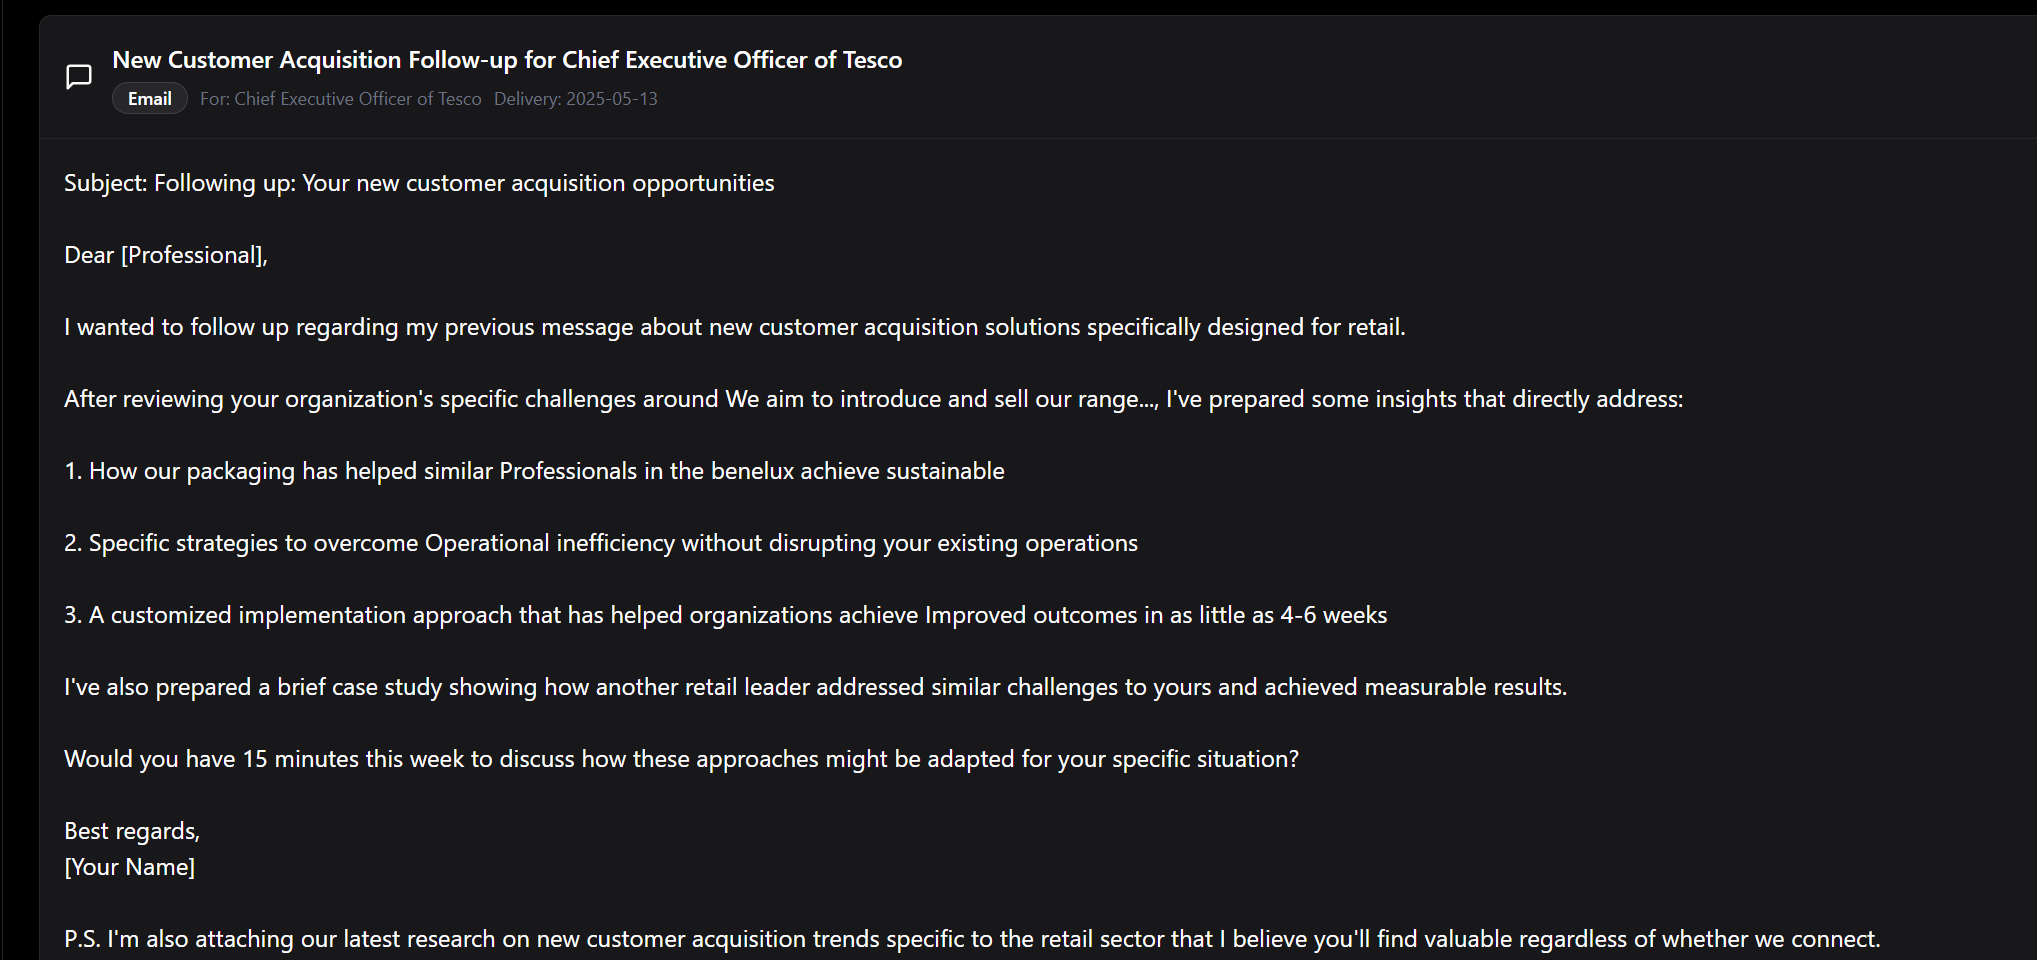 New Customer Acquisition Follow-up for Chief Executive Officer of Tesco
Email For: Chief Executive Officer of Tesco Delivery: 2025-05-13
Subject: Following up: Your new customer acquisition opportunities
Dear [Professional],
I wanted to follow up regarding my previous message about new customer acquisition solutions specifically designed for retail.
After reviewing your organization's specific challenges around We aim to introduce and sell our range..., I've prepared some insights that directly address:
1. How our packaging has helped similar Professionals in the benelux achieve sustainable
2. Specific strategies to overcome Operational inefficiency without disrupting your existing operations
3. A customized implementation approach that has helped organizations achieve Improved outcomes in as little as 4-6 weeks
I've also prepared a brief case study showing how another retail leader addressed similar challenges to yours and achieved measurable results.
Would you have 15 minutes this week to discuss how these approaches might be adapted for your specific situation?
Best regards,
[Your Name]
P.S. I'm also attaching our latest research on new customer acquisition trends specific to the retail sector that I believe you'll find valuable regardless of whether we connect.